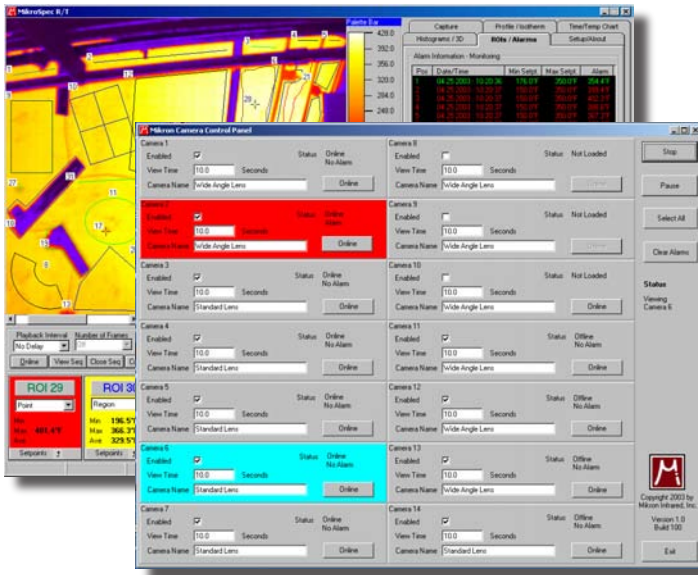 MikroSpec R/T
Palette Bar
428.0
392.0
356.0
320.0
284.0
248.0
Capture
Profile / Isotherm
Time/Temp Chart
Histograms / 3D
ROIs / Alarms
Setup/About
Alarm Information - Monitoring
Pos Date/Time Min Setpt Max Setpt Alarm
Playback Interval Number of Frames
No Delay
Online View Seq Close Seq
ROI 29
Point
Max 401.4°F
Setpoints
ROI 30
Region
Min 196.5°F
Max 366.3°F
Ave 329.5°F
Setpoints
Mikron Camera Control Panel
Camera 1
Enabled Status Online
No Alarm
View Time 10.0 Seconds
Camera Name Wide Angle Lens Online
Camera 2
Enabled Status Online
Alarm
View Time 10.0 Seconds
Camera Name Wide Angle Lens Online
Camera 3
Enabled Status Online
No Alarm
View Time 10.0 Seconds
Camera Name Standard Lens Online
Camera 4
Enabled Status Online
No Alarm
View Time 10.0 Seconds
Camera Name Standard Lens Online
Camera 5
Enabled Status Online
No Alarm
View Time 10.0 Seconds
Camera Name Standard Lens Online
Camera 6
Enabled Status Online
No Alarm
View Time 10.0 Seconds
Camera Name Standard Lens Online
Camera 7
Enabled Status Online
No Alarm
View Time 10.0 Seconds
Camera Name Standard Lens Online
Camera 8
Enabled Status Not Loaded
View Time 10.0 Seconds
Camera Name Wide Angle Lens Online
Camera 9
Enabled Status Not Loaded
View Time 10.0 Seconds
Camera Name Wide Angle Lens Online
Camera 10
Enabled Status Not Loaded
View Time 10.0 Seconds
Camera Name Standard Lens Online
Camera 11
Enabled Status Offline
No Alarm
View Time 10.0 Seconds
Camera Name Wide Angle Lens Online
Camera 12
Enabled Status Offline
No Alarm
View Time 10.0 Seconds
Camera Name Wide Angle Lens Online
Camera 13
Enabled Status Offline
No Alarm
View Time 10.0 Seconds
Camera Name Wide Angle Lens Online
Camera 14
Enabled Status Offline
No Alarm
View Time 10.0 Seconds
Camera Name Standard Lens Online
Stop
Pause
Select All
Clear Alarms
Status
Viewing
Camera 6
Copyright 2003 by
Mikron Infrared, Inc.
Version 1.0
Build 100
Exit